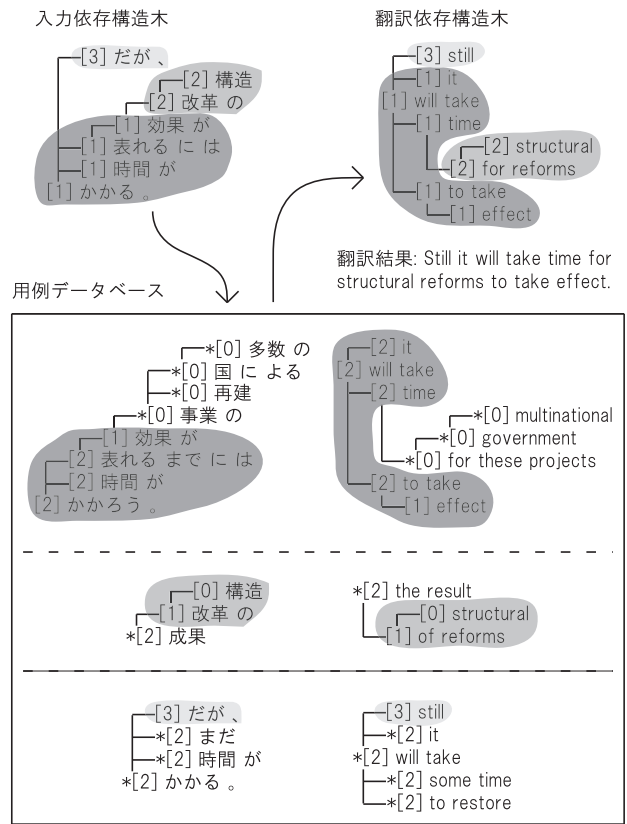 入力依存構造木
[3] だが 、
[2] 構造
[2] 改革 の
[1] 効果 が
[1] 表れる に は
[1] 時間 が
[1] かかる 。
翻訳依存構造木
[3] still
[1] it
[1] will take
[1] time
[2] structural
[2] for reforms
[1] to take
[1] effect
翻訳結果: Still it will take time for
structural reforms to take effect.
用例データベース
*[0] 多数 の
*[0] 国 に よる
*[0] 再建
*[0] 事業 の
[1] 効果 が
[2] 表れる まで に は
[2] 時間 が
[2] かかろう 。
[2] it
[2] will take
[2] time
*[0] multinational
*[0] government
*[0] for these projects
[2] to take
[1] effect
[0] 構造
[1] 改革 の
*[2] 成果
*[2] the result
[0] structural
[1] of reforms
[3] だが 、
*[2] まだ
*[2] 時間 が
*[2] かかる 。
[3] still
*[2] it
*[2] will take
*[2] some time
*[2] to restore